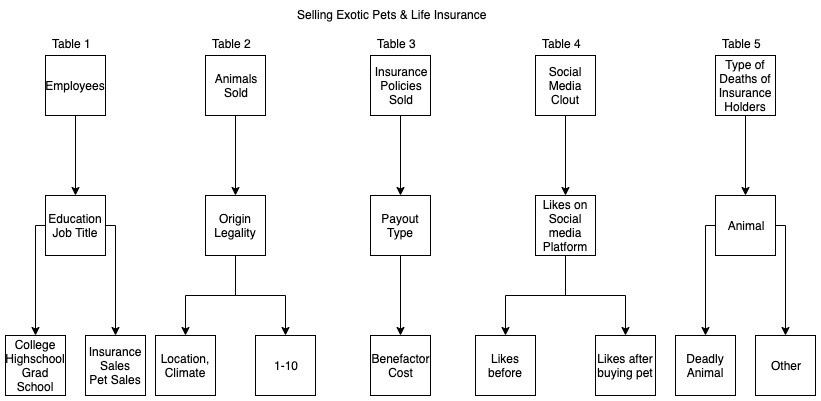 Selling Exotic Pets & Life Insurance
Table 1
Table 2
Table 3
Table 4
Table 5
Employees
Animals
Sold
Insurance
Policies
Sold
Social
Media
Clout
Type of
Deaths of
Insurance
Holders
Education
Job Title
Origin
Legality
Payout
Type
Likes on
Social
media
Platform
Animal
College
Highschool
Grad
School
Insurance
Sales
Pet Sales
Location,
Climate
1-10
Benefactor
Cost
Likes
before
Likes after
buying pet
Deadly
Animal
Other